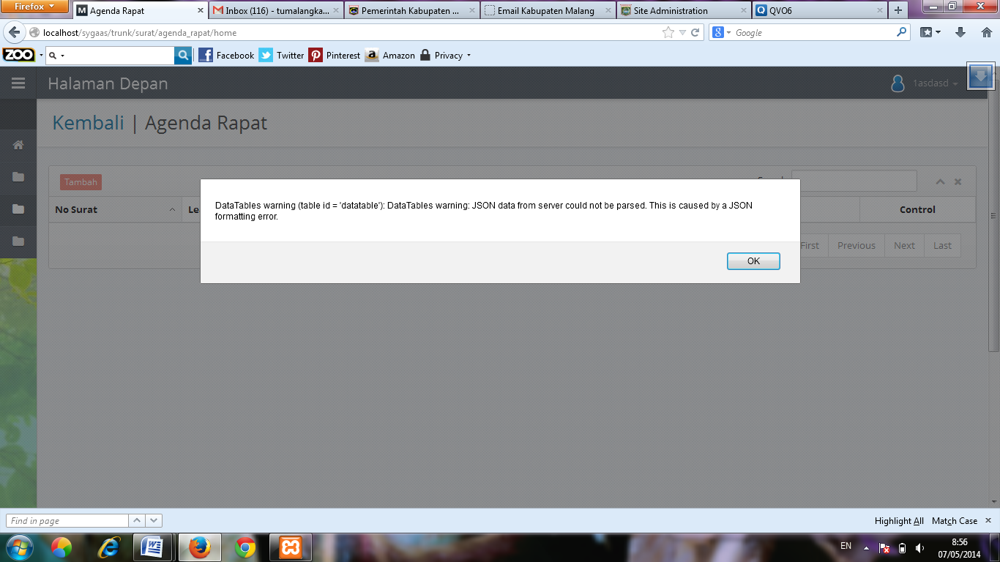 Firefox
Agenda Rapat
Inbox (116) - tumalangka...
Pemerintah Kabupaten ...
Email Kabupaten Malang
Site Administration
QVO6
localhost/sygaas/trunk/surat/agenda_rapat/home
Google
ZOO
Facebook
Twitter
Pinterest
Amazon
Privacy
Halaman Depan
1asdasd
Kembali | Agenda Rapat
Tambah
No Surat
Le
Control
DataTables warning (table id = 'datatable'): DataTables warning: JSON data from server could not be parsed. This is caused by a JSON
formatting error.
OK
First
Previous
Next
Last
Find in page
Highlight All
Match Case
EN
8:56
07/05/2014